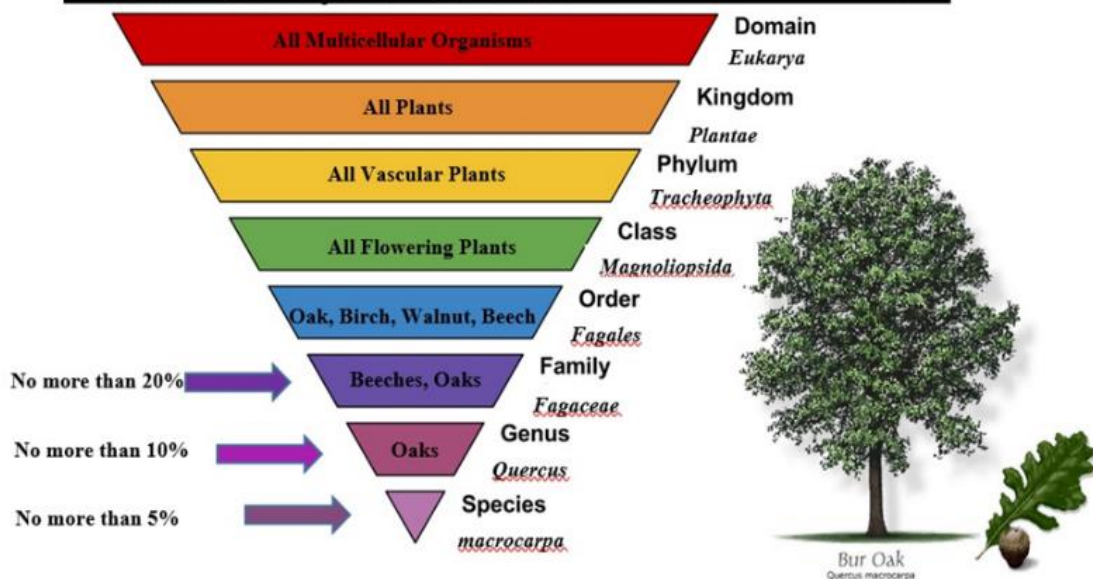 All Multicellular Organisms
Domain
Eukarya
All Plants
Kingdom
Plantae
All Vascular Plants
Phylum
Tracheophyta
All Flowering Plants
Class
Magnoliopsida
Oak, Birch, Walnut, Beech
Order
Fagales
No more than 20%
Beeches, Oaks
Family
Fagaceae
No more than 10%
Oaks
Genus
Quercus
No more than 5%
Species
macrocarpa
Bur Oak
Quercus macrocarpa